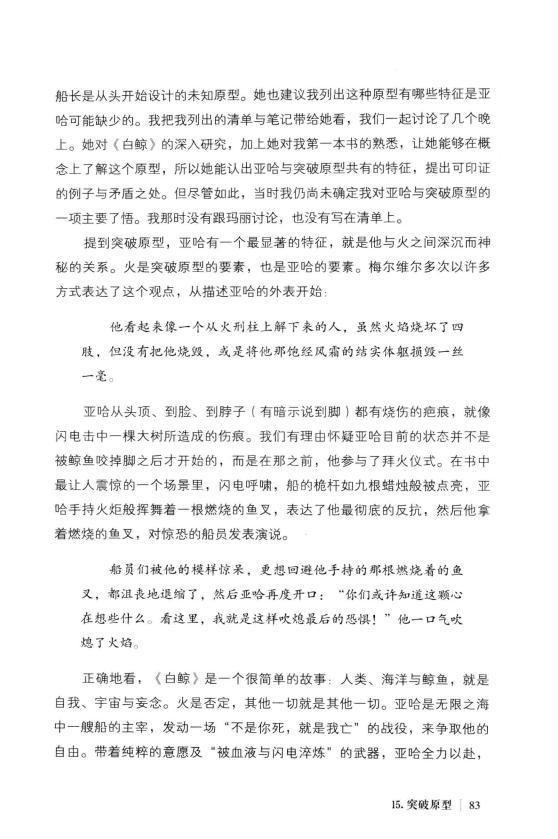 船长是从头开始设计的未知原型。她也建议我列出这种原型有哪些特征是亚
哈可能缺少的。我把我列出的清单与笔记带给她看，我们一起讨论了几个晚
上。她对《白鲸》的深入研究，加上她对我第一本书的熟悉，让她能够在概
念上了解这个原型，所以她能认出亚哈与突破原型共有的特征，提出可印证
的例子与矛盾之处。但尽管如此，当时我仍尚未确定我对亚哈与突破原型的
一项主要了悟。我那时没有跟玛丽讨论，也没有写在清单上。
提到突破原型，亚哈有一个最显著的特征，就是他与火之间深沉而神
秘的关系。火是突破原型的要素，也是亚哈的要素。梅尔维尔多次以许多
方式表达了这个观点，从描述亚哈的外表开始：
他看起来像一个从火刑柱上解下来的人，虽然火焰烧坏了四
肢，但没有把他烧毁，或是将他那饱经风霜的结实体躯损毁一丝
一毫。
亚哈从头顶、到脸、到脖子（有暗示说到脚）都有烧伤的疤痕，就像
闪电击中一棵大树所造成的伤痕。我们有理由怀疑亚哈目前的状态并不是
被鲸鱼咬掉脚之后才开始的，而是在那之前，他参与了拜火仪式。在书中
最让人震惊的一个场景里，闪电呼啸，船的桅杆如九根蜡烛般被点亮，亚
哈手持火炬般挥舞着一根燃烧的鱼叉，表达了他最彻底的反抗，然后他拿
着燃烧的鱼叉，对惊恐的船员发表演说。
船员们被他的模样惊呆，更想回避他手持的那根燃烧着的鱼
叉，都沮丧地退缩了，然后亚哈再度开口：“你们或许知道这颗心
在想些什么。看这里，我就是这样吹熄最后的恐惧！”他一口气吹
熄了火焰。
正确地看，《白鲸》是一个很简单的故事：人类、海洋与鲸鱼，就是
自我、宇宙与妄念。火是否定，其他一切就是其他一切。亚哈是无限之海
中一艘船的主宰，发动一场“不是你死，就是我亡”的战役，来争取他的
自由。带着纯粹的意愿及“被血液与闪电淬炼”的武器，亚哈全力以赴，
15. 突破原型 | 83